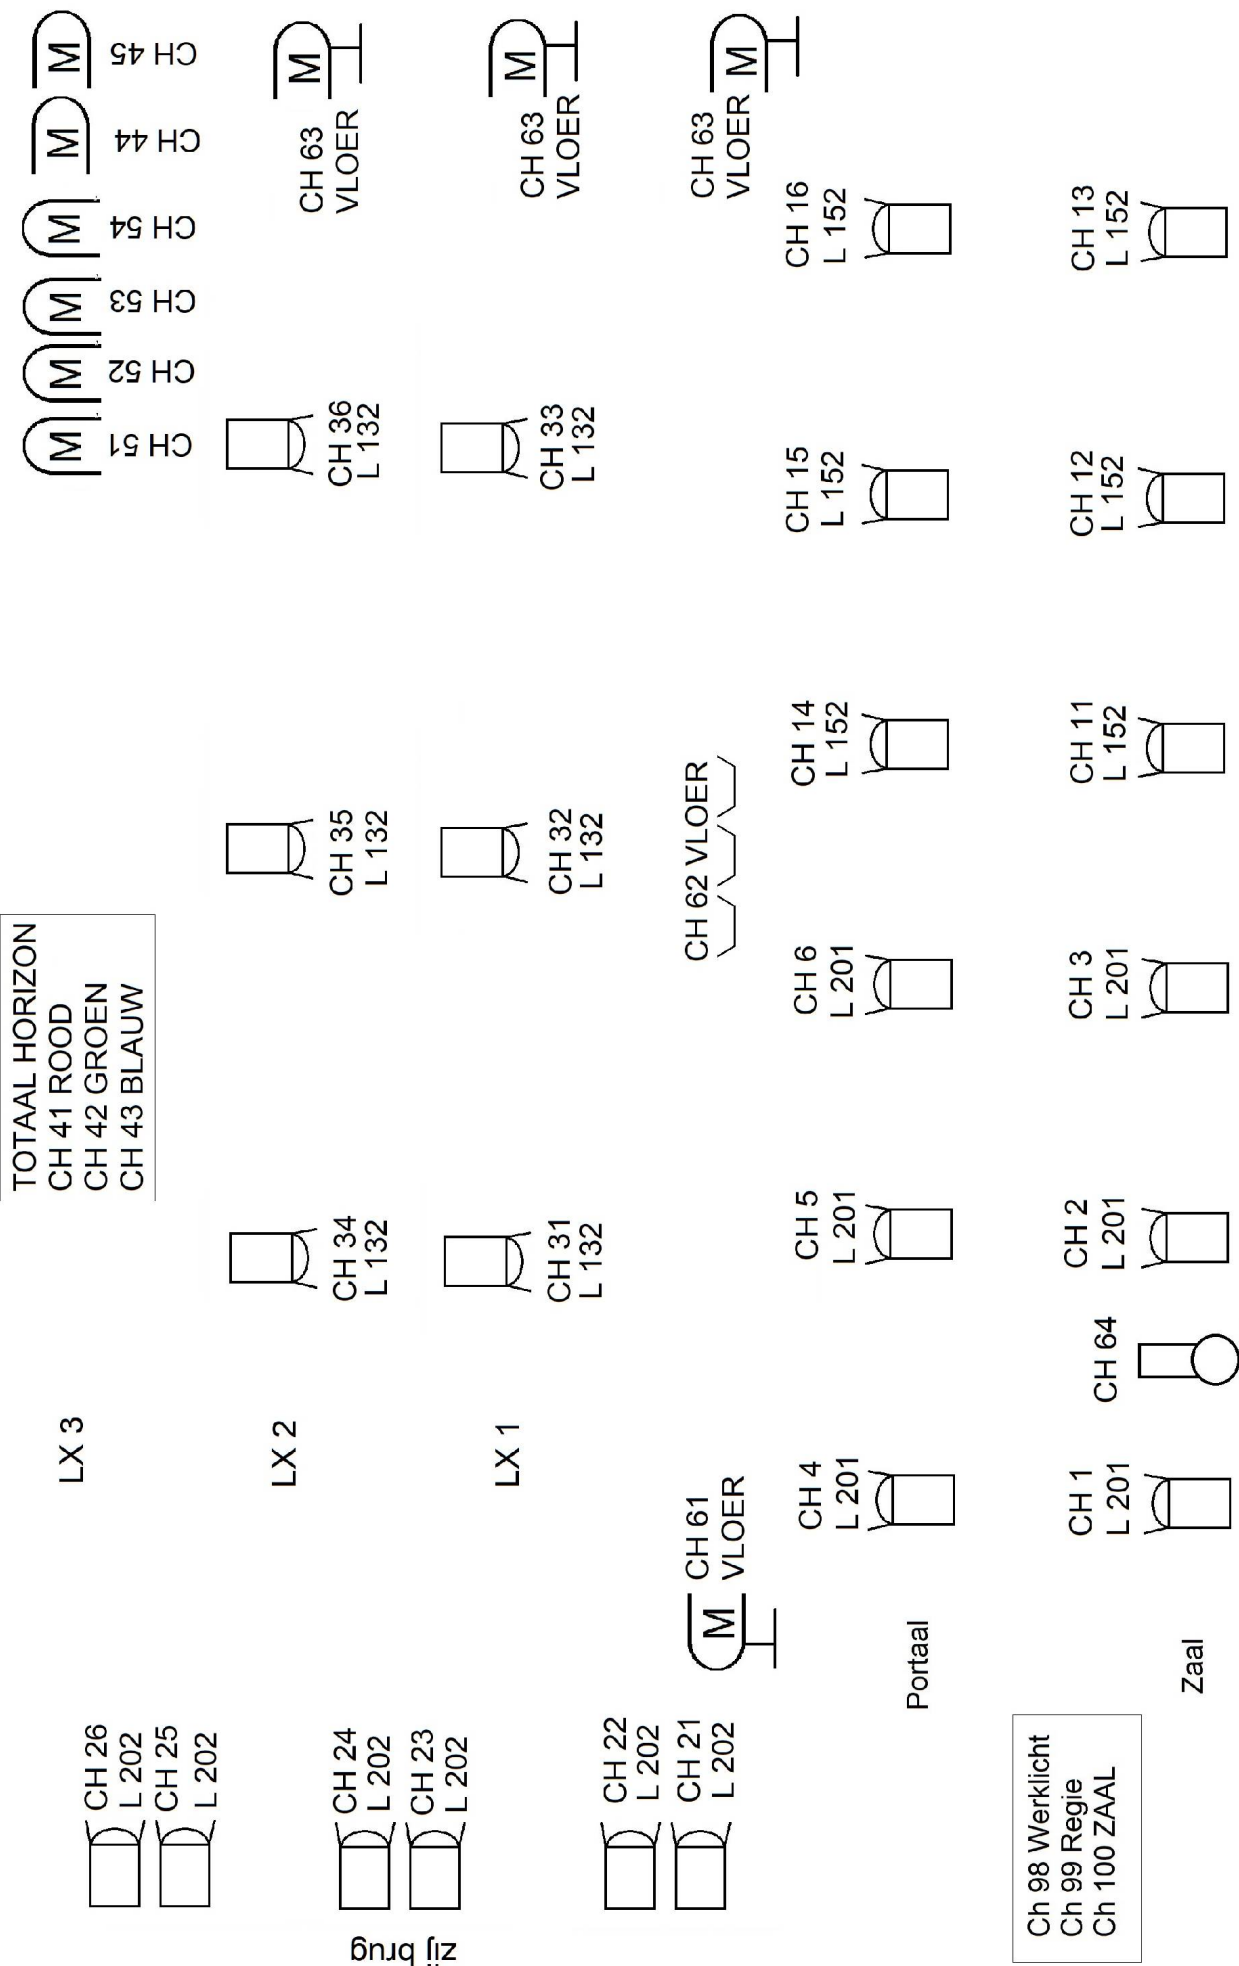 TOTAAL HORIZON
CH 41 ROOD
CH 42 GROEN
CH 43 BLAUW
CH 26
L 202
CH 25
L 202
LX 3
CH 51
M
CH 52
M
CH 53
M
CH 54
M
CH 44
M
CH 45
M
zij brug
CH 24
L 202
CH 23
L 202
LX 2
CH 34
L 132
CH 35
L 132
CH 36
L 132
CH 63
VLOER
M
LX 1
CH 31
L 132
CH 32
L 132
CH 33
L 132
CH 63
VLOER
M
CH 22
L 202
CH 21
L 202
M
CH 61
VLOER
CH 62 VLOER
CH 63
VLOER
M
Portaal
CH 4
L 201
CH 5
L 201
CH 6
L 201
CH 14
L 152
CH 15
L 152
CH 16
L 152
Ch 98 Werklicht
Ch 99 Regie
Ch 100 ZAAL
Zaal
CH 1
L 201
CH 64
CH 2
L 201
CH 3
L 201
CH 11
L 152
CH 12
L 152
CH 13
L 152